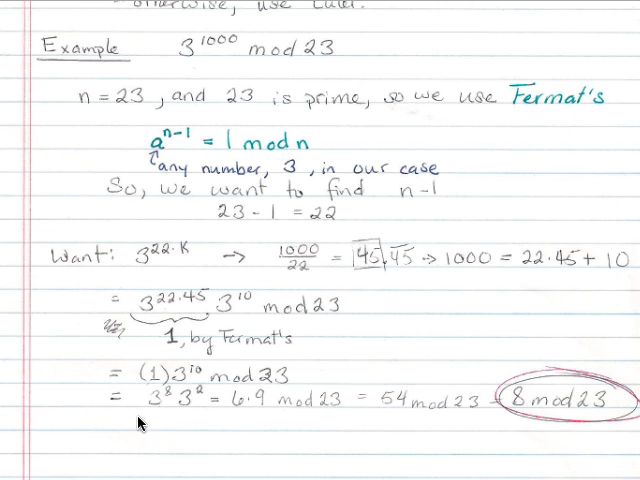 otherwise, use Euler.
Example 3^1000 mod 23
n = 23, and 23 is prime, so we use Fermat's
a^n-1 = 1 mod n
any number, 3, in our case
So, we want to find n-1
23 - 1 = 22
Want: 3^22·K → 1000/22 = 45.45 → 1000 = 22·45 + 10
= 3^22·45 3^10 mod 23
1, by Fermat's
= (1) 3^10 mod 23
= 3^8 3^2 = 6·9 mod 23 = 54 mod 23 = 8 mod 23